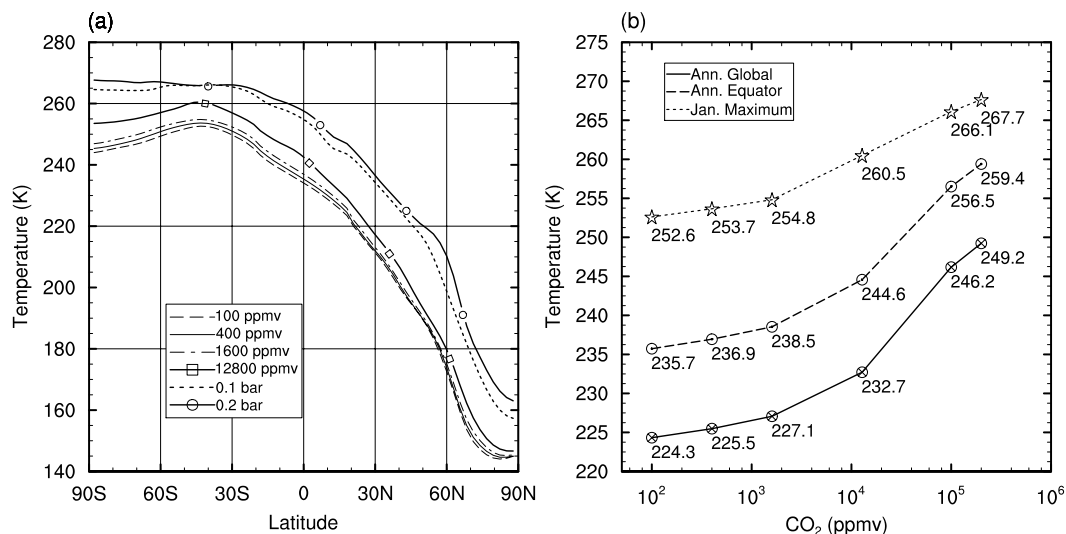 (a)
280
260
240
220
200
180
160
140
Temperature (K)
100 ppmv
400 ppmv
1600 ppmv
12800 ppmv
0.1 bar
0.2 bar
90S 60S 30S 0 30N 60N 90N
Latitude
(b)
275
270
265
260
255
250
245
240
235
230
225
220
Temperature (K)
Ann. Global
Ann. Equator
Jan. Maximum
252.6 253.7 254.8 260.5 266.1 267.7
235.7 236.9 238.5 244.6 256.5 259.4
224.3 225.5 227.1 232.7 246.2 249.2
10² 10³ 10⁴ 10⁵ 10⁶
CO₂ (ppmv)